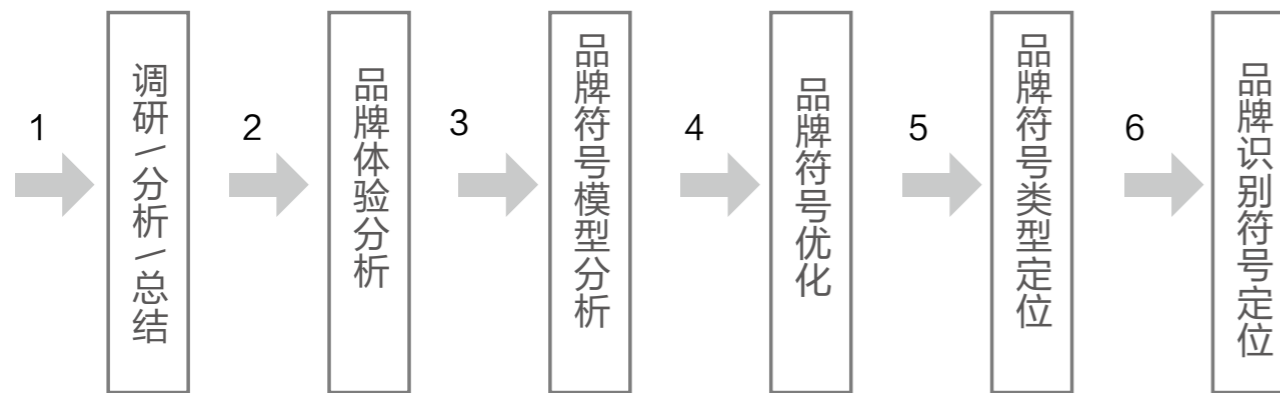 1
调研\分析\总结
2
品牌体验分析
3
品牌符号模型分析
4
品牌符号优化
5
品牌符号类型定位
6
品牌识别符号定位